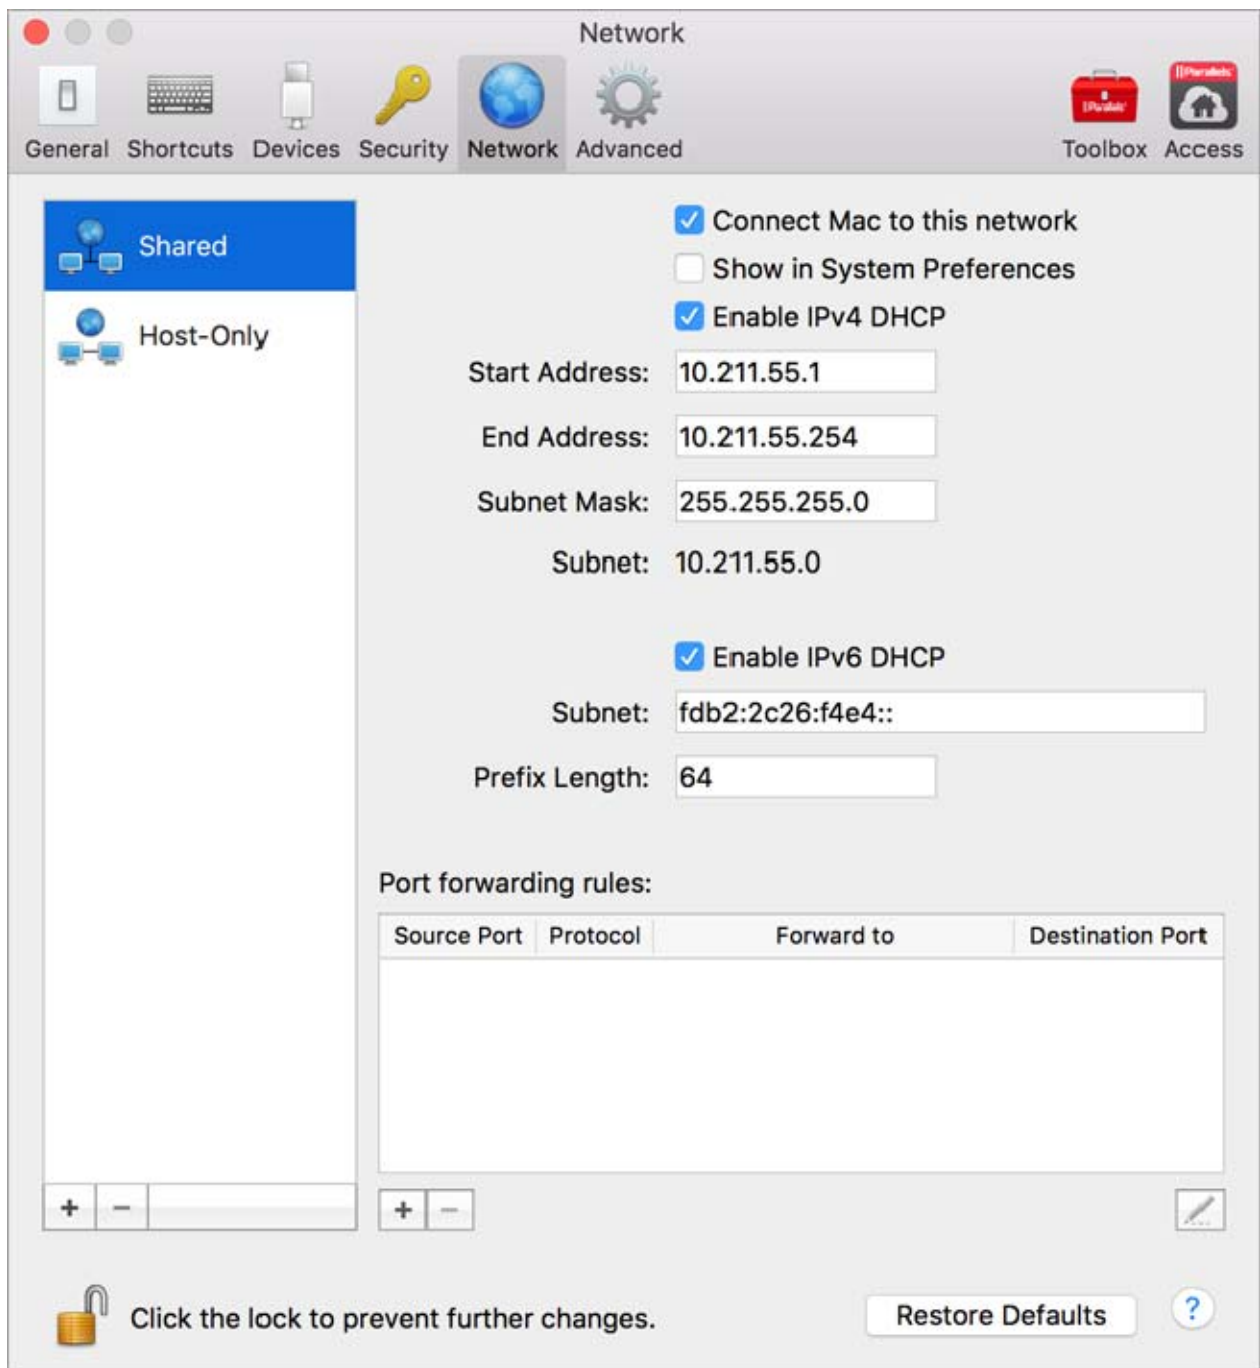 Network
Parallels
Parallels
General Shortcuts Devices Security Network Advanced Toolbox Access
Shared
Host-Only
Connect Mac to this network
Show in System Preferences
Enable IPv4 DHCP
Start Address: 10.211.55.1
End Address: 10.211.55.254
Subnet Mask: 255.255.255.0
Subnet: 10.211.55.0
Enable IPv6 DHCP
Subnet: fdb2:2c26:f4e4::
Prefix Length: 64
Port forwarding rules:
Source Port Protocol Forward to Destination Port
+ − + −
Click the lock to prevent further changes. Restore Defaults ?